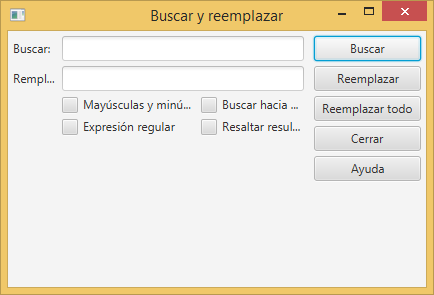 Buscar y reemplazar
Buscar: Buscar
Rempl... Reemplazar
Mayúsculas y minú... Buscar hacia ... Reemplazar todo
Expresión regular Resaltar resul... Cerrar
Ayuda